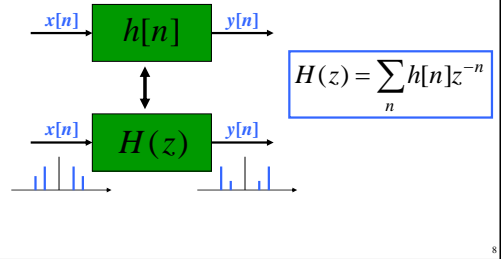 x[n] h[n] y[n]
H(z) = ∑ₙ h[n]z⁻ⁿ
x[n] H(z) y[n]
8